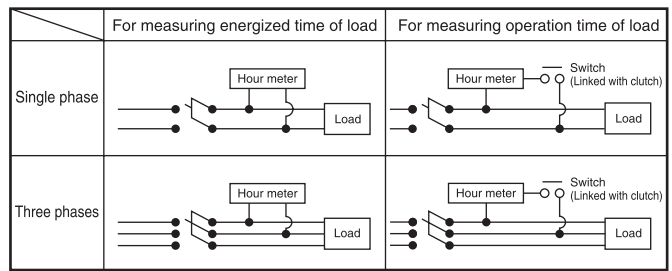 For measuring energized time of load
For measuring operation time of load
Single phase
Hour meter
Load
Hour meter
Switch
(Linked with clutch)
Load
Three phases
Hour meter
Load
Hour meter
Switch
(Linked with clutch)
Load